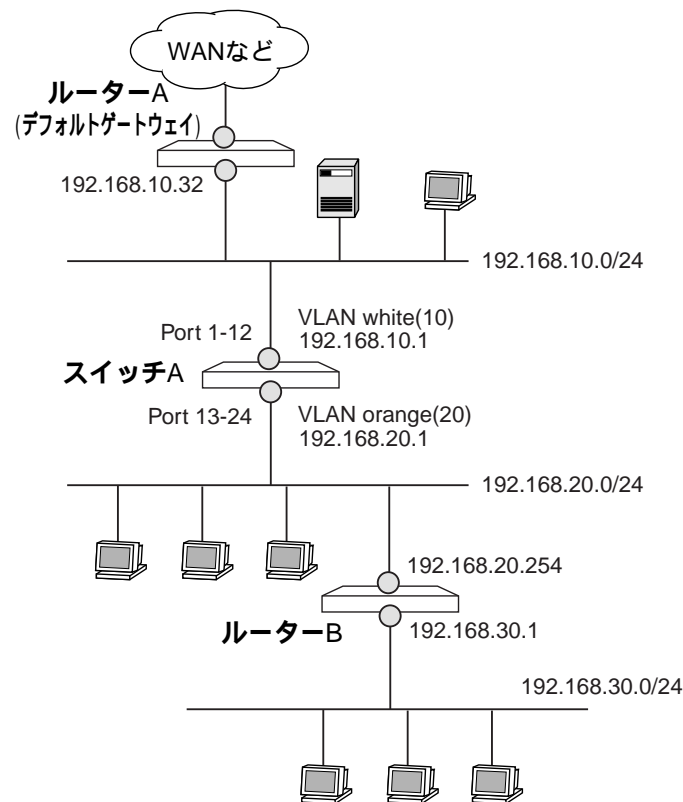 WANなど
ルーターA
(デフォルトゲートウェイ)
192.168.10.32
192.168.10.0/24
Port 1-12
VLAN white(10)
192.168.10.1
スイッチA
Port 13-24
VLAN orange(20)
192.168.20.1
192.168.20.0/24
192.168.20.254
ルーターB
192.168.30.1
192.168.30.0/24